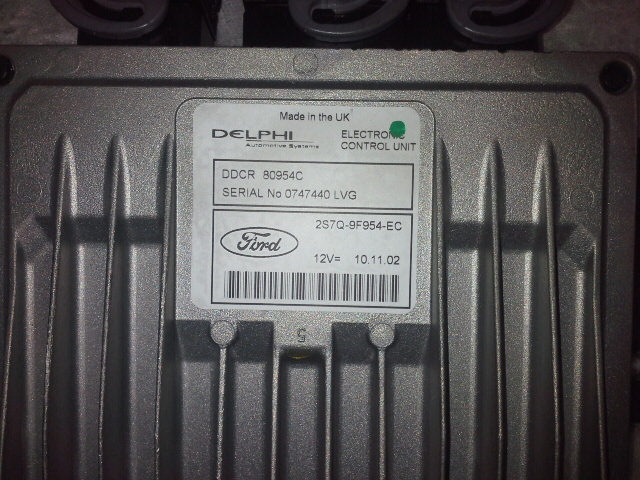 Made in the UK
DELPHI
Automotive Systems
ELECTRONIC
CONTROL UNIT
DDCR 80954C
SERIAL No 0747440 LVG
2S7Q-9F954-EC
Ford
12V= 10.11.02
5